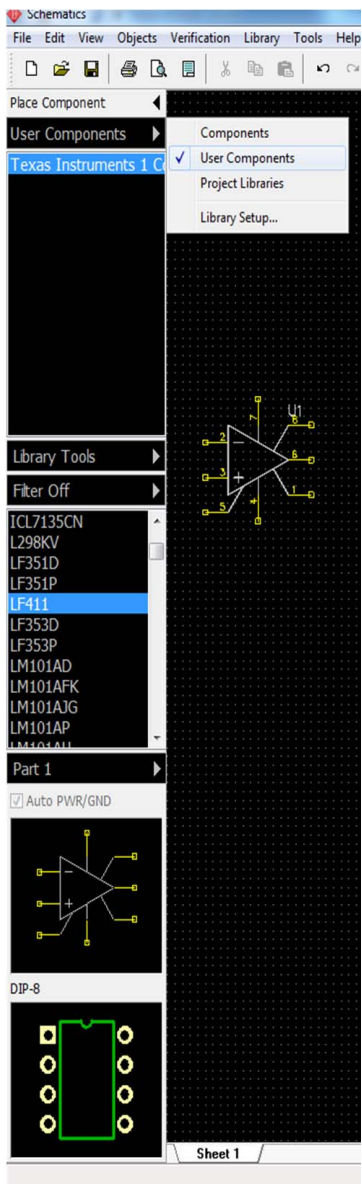 Schematics
File Edit View Objects Verification Library Tools Help
Place Component
User Components
Texas Instruments 1 Co
Components
User Components
Project Libraries
Library Setup...
U1
7
8
2
6
3
1
5
4
Library Tools
Filter Off
ICL7135CN
L298KV
LF351D
LF351P
LF411
LF353D
LF353P
LM101AD
LM101AFK
LM101AJG
LM101AP
Part 1
Auto PWR/GND
DIP-8
Sheet 1